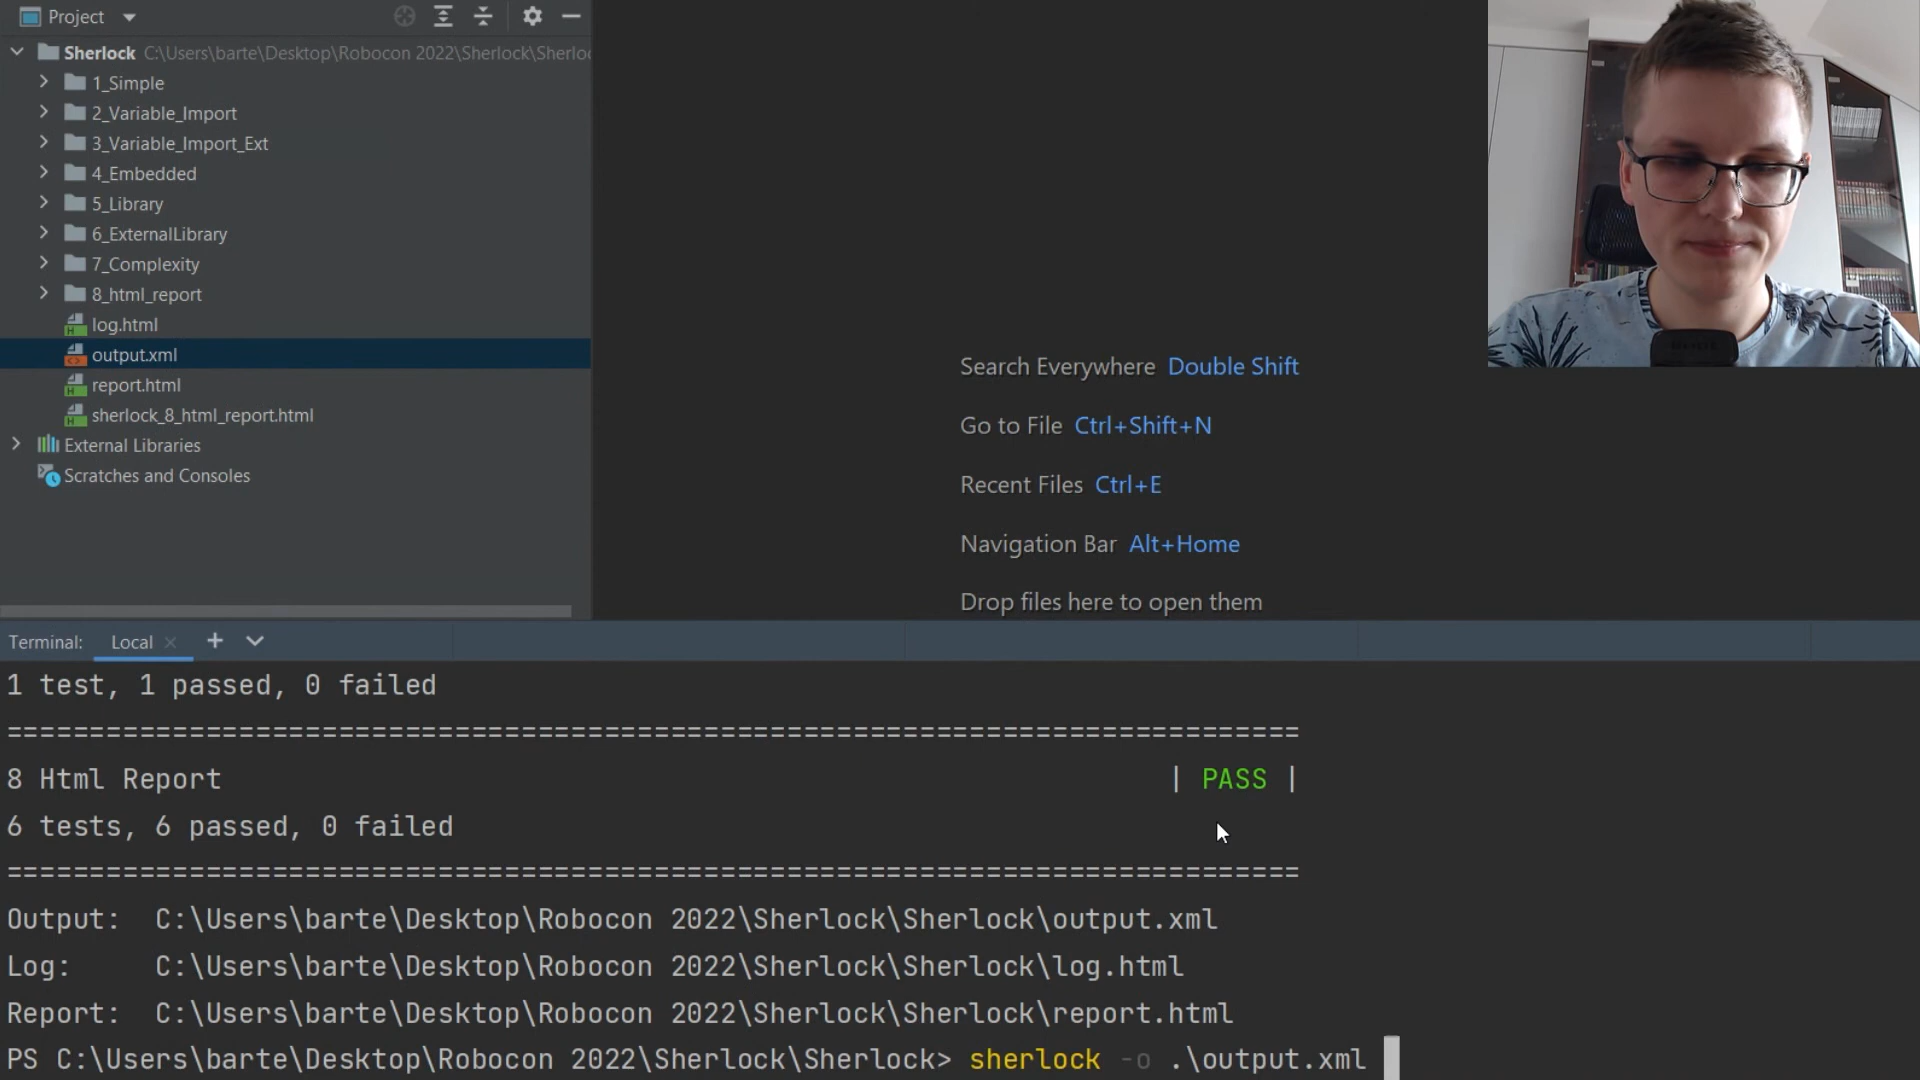 Project
Sherlock C:\Users\barte\Desktop\Robocon 2022\Sherlock\Sherlo
1_Simple
2_Variable_Import
3_Variable_Import_Ext
4_Embedded
5_Library
6_ExternalLibrary
7_Complexity
8_html_report
log.html
output.xml
report.html
sherlock_8_html_report.html
External Libraries
Scratches and Consoles
Search Everywhere Double Shift
Go to File Ctrl+Shift+N
Recent Files Ctrl+E
Navigation Bar Alt+Home
Drop files here to open them
Terminal: Local
1 test, 1 passed, 0 failed
==============================================================================
8 Html Report | PASS |
6 tests, 6 passed, 0 failed
==============================================================================
Output: C:\Users\barte\Desktop\Robocon 2022\Sherlock\Sherlock\output.xml
Log: C:\Users\barte\Desktop\Robocon 2022\Sherlock\Sherlock\log.html
Report: C:\Users\barte\Desktop\Robocon 2022\Sherlock\Sherlock\report.html
PS C:\Users\barte\Desktop\Robocon 2022\Sherlock\Sherlock> sherlock -o .\output.xml